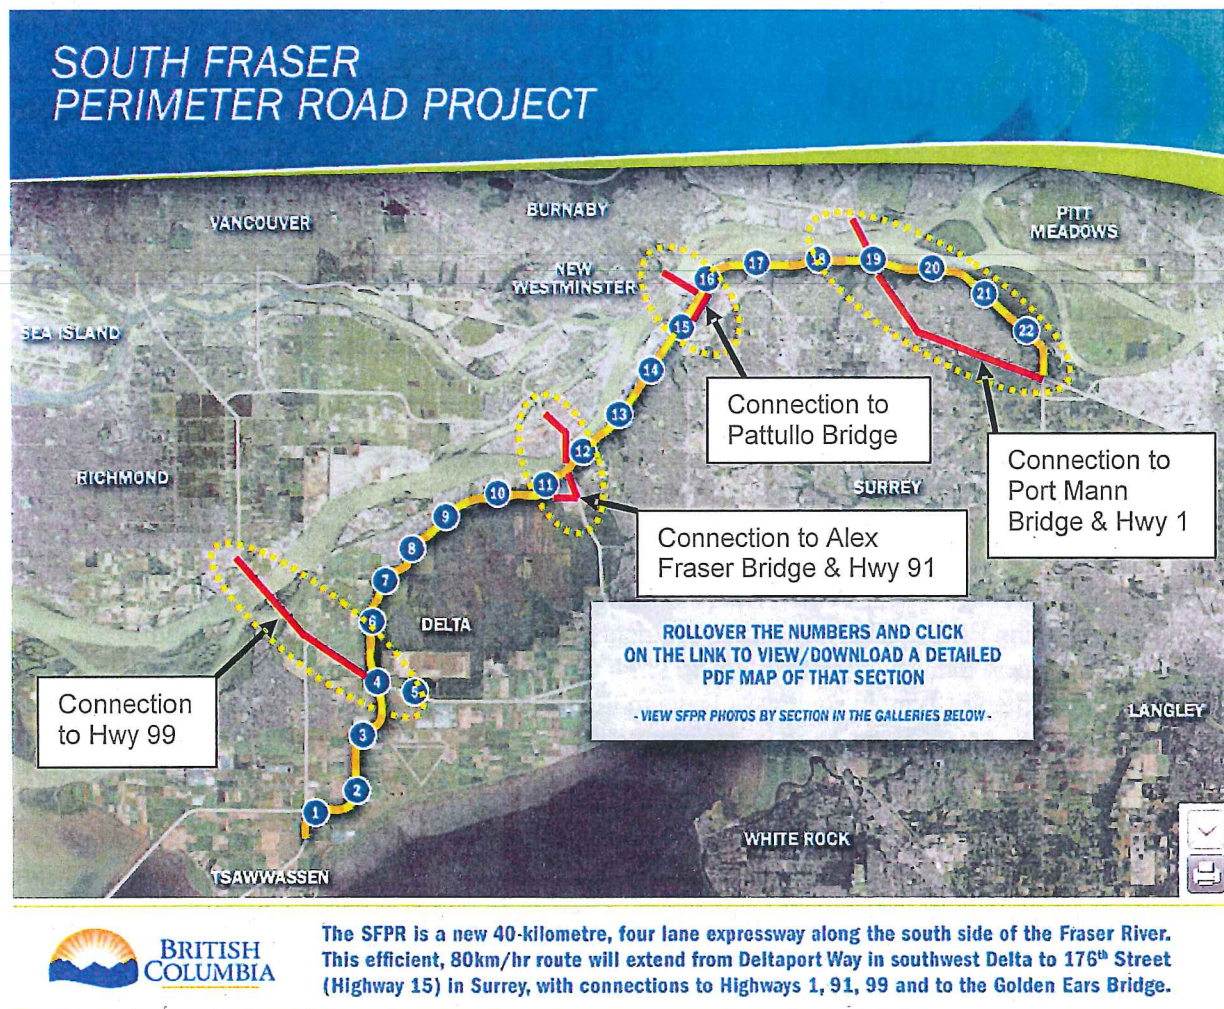 SOUTH FRASER
PERIMETER ROAD PROJECT
VANCOUVER
BURNABY
PITT
MEADOWS
NEW
WESTMINSTER
SEA ISLAND
16
17
18
19
20
21
22
15
14
13
12
11
10
9
8
7
6
5
4
3
2
1
Connection to
Pattullo Bridge
Connection to
Port Mann
Bridge & Hwy 1
RICHMOND
SURREY
Connection to Alex
Fraser Bridge & Hwy 91
DELTA
ROLLOVER THE NUMBERS AND CLICK
ON THE LINK TO VIEW/DOWNLOAD A DETAILED
PDF MAP OF THAT SECTION
- VIEW SFPR PHOTOS BY SECTION IN THE GALLERIES BELOW -
Connection
to Hwy 99
LANGLEY
WHITE ROCK
TSAWWASSEN
BRITISH
COLUMBIA
The SFPR is a new 40-kilometre, four lane expressway along the south side of the Fraser River.
This efficient, 80km/hr route will extend from Deltaport Way in southwest Delta to 176th Street
(Highway 15) in Surrey, with connections to Highways 1, 91, 99 and to the Golden Ears Bridge.